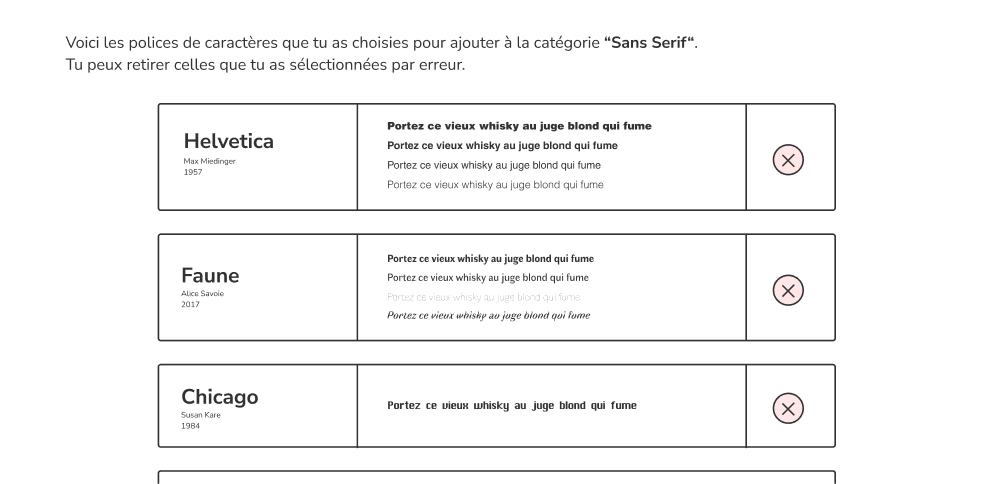 Voici les polices de caractères que tu as choisies pour ajouter à la catégorie “Sans Serif“.
Tu peux retirer celles que tu as sélectionnées par erreur.
Helvetica
Max Miedinger
1957
Portez ce vieux whisky au juge blond qui fume
Portez ce vieux whisky au juge blond qui fume
Portez ce vieux whisky au juge blond qui fume
Portez ce vieux whisky au juge blond qui fume
Faune
Alice Savoie
2017
Portez ce vieux whisky au juge blond qui fume
Portez ce vieux whisky au juge blond qui fume
Portez ce vieux whisky au juge blond qui fume
Portez ce vieux whisky au juge blond qui fume
Chicago
Susan Kare
1984
Portez ce vieux whisky au juge blond qui fume